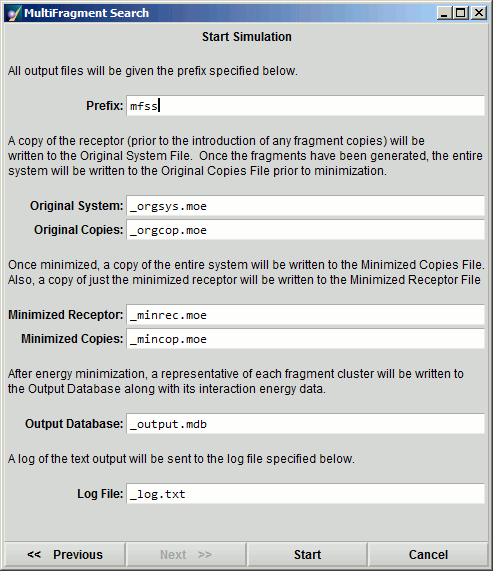 MultiFragment Search
Start Simulation
All output files will be given the prefix specified below.
Prefix: mfss
A copy of the receptor (prior to the introduction of any fragment copies) will be
written to the Original System File. Once the fragments have been generated, the entire
system will be written to the Original Copies File prior to minimization.
Original System: _orgsys.moe
Original Copies: _orgcop.moe
Once minimized, a copy of the entire system will be written to the Minimized Copies File.
Also, a copy of just the minimized receptor will be written to the Minimized Receptor File
Minimized Receptor: _minrec.moe
Minimized Copies: _mincop.moe
After energy minimization, a representative of each fragment cluster will be written to
the Output Database along with its interaction energy data.
Output Database: _output.mdb
A log of the text output will be sent to the log file specified below.
Log File: _log.txt
<< Previous Next >> Start Cancel